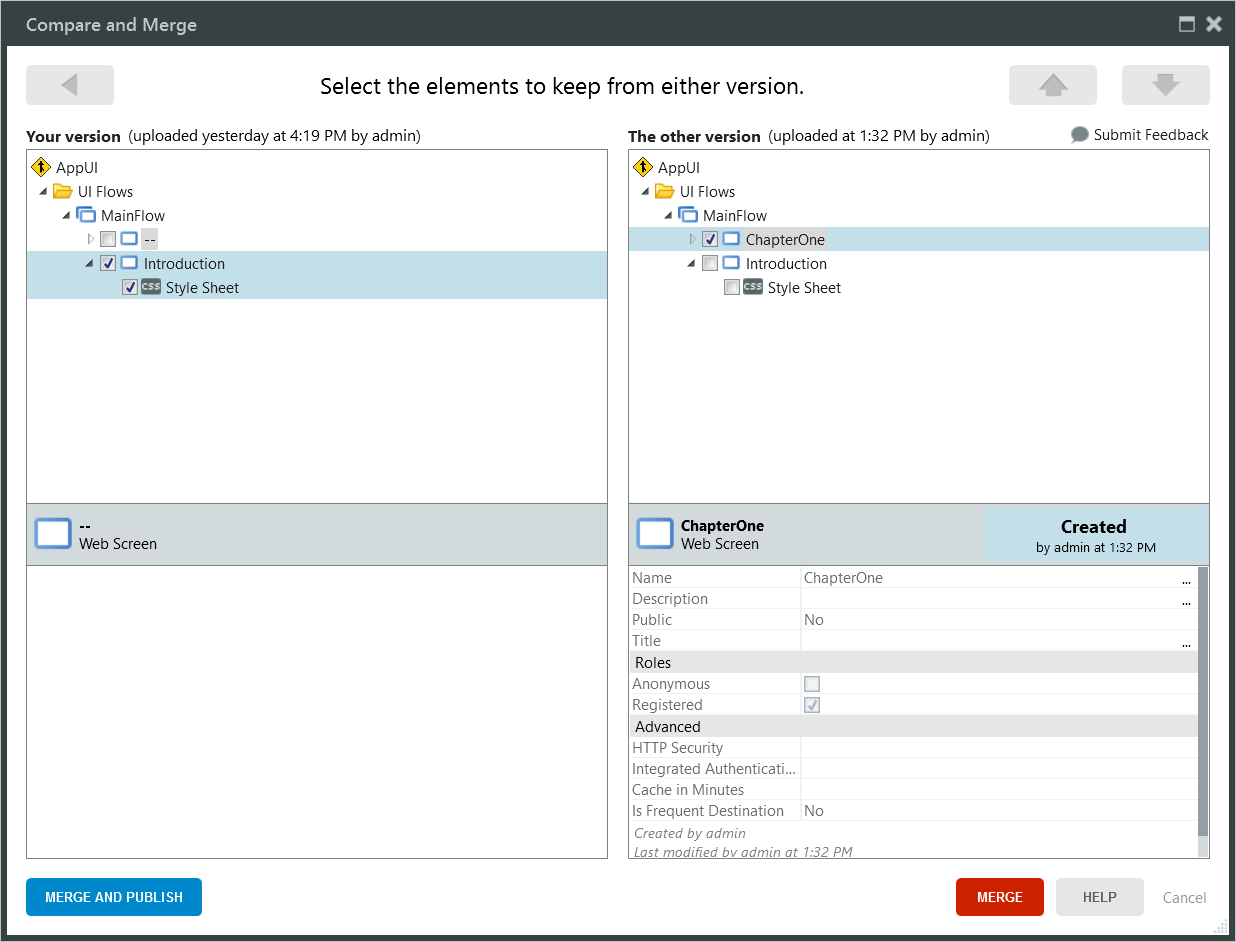 Compare and Merge
Select the elements to keep from either version.
Your version (uploaded yesterday at 4:19 PM by admin)
The other version (uploaded at 1:32 PM by admin)
Submit Feedback
AppUI
UI Flows
MainFlow
--
Introduction
CSS Style Sheet
AppUI
UI Flows
MainFlow
ChapterOne
Introduction
CSS Style Sheet
--
Web Screen
ChapterOne
Web Screen
Created
by admin at 1:32 PM
Name ChapterOne ...
Description ...
Public No
Title ...
Roles
Anonymous
Registered
Advanced
HTTP Security
Integrated Authenticati...
Cache in Minutes
Is Frequent Destination No
Created by admin
Last modified by admin at 1:32 PM
MERGE AND PUBLISH
MERGE
HELP
Cancel